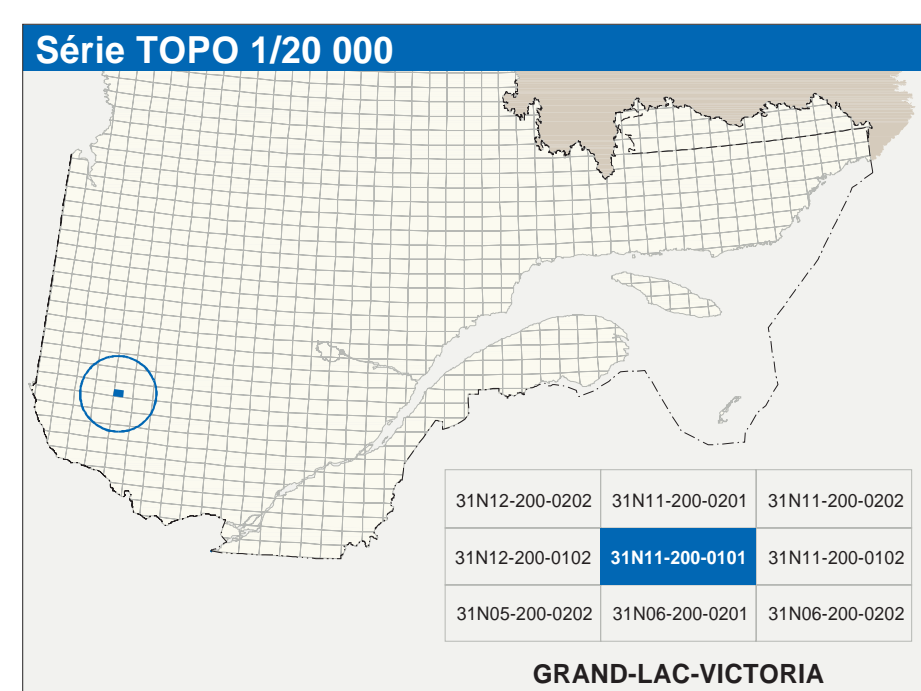 Série TOPO 1/20 000
31N12-200-0202 31N11-200-0201 31N11-200-0202
31N12-200-0102 31N11-200-0101 31N11-200-0102
31N05-200-0202 31N06-200-0201 31N06-200-0202
GRAND-LAC-VICTORIA